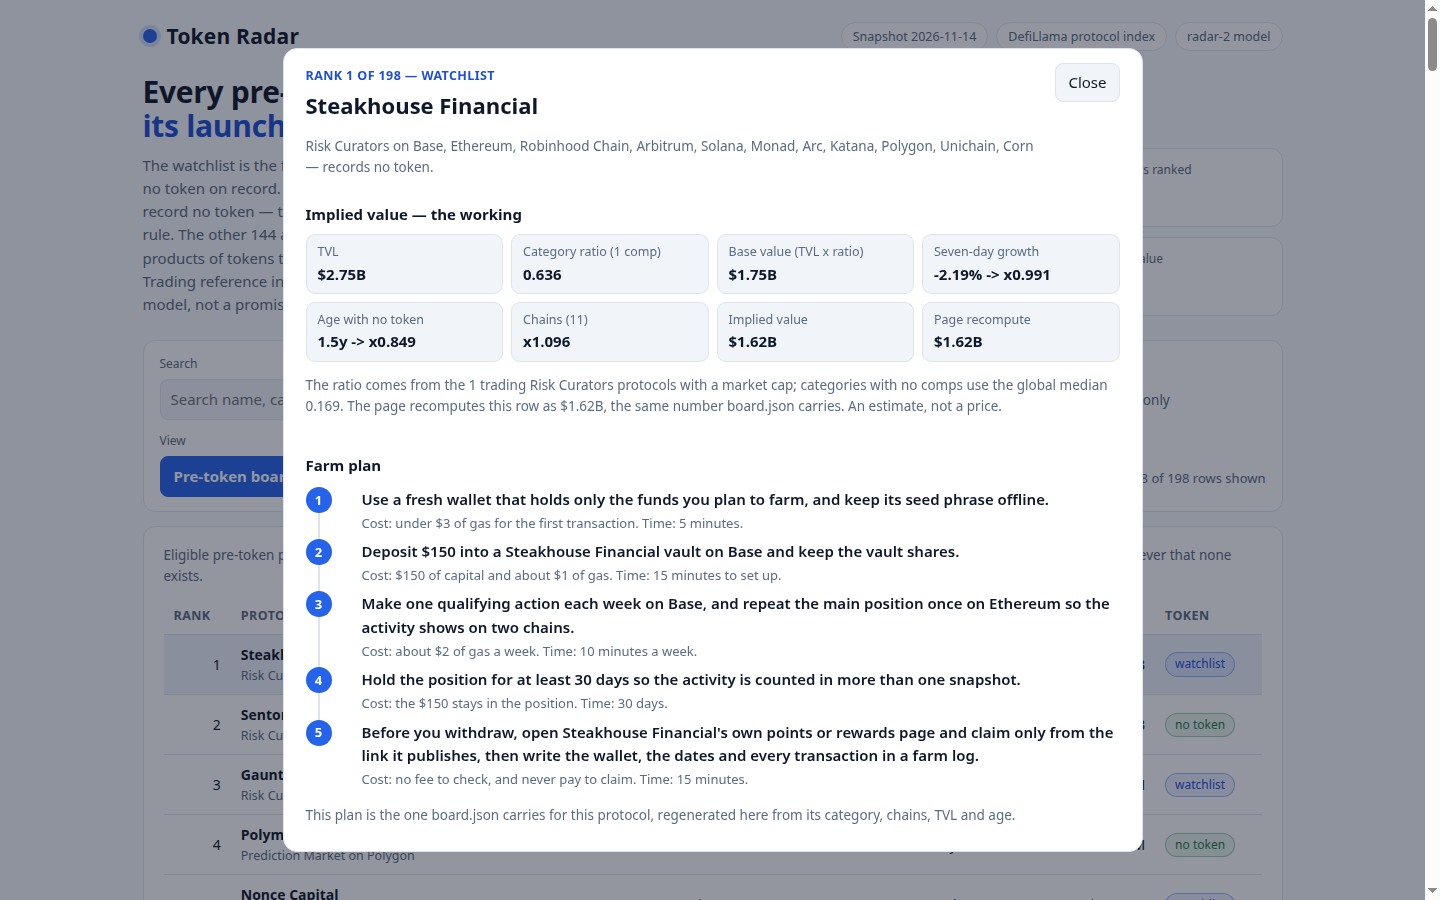 Token Radar
Snapshot 2026-11-14
DefiLlama protocol index
radar-2 model
RANK 1 OF 198 — WATCHLIST
Close
Steakhouse Financial
Risk Curators on Base, Ethereum, Robinhood Chain, Arbitrum, Solana, Monad, Arc, Katana, Polygon, Unichain, Corn
— records no token.
Implied value — the working
TVL
$2.75B
Category ratio (1 comp)
0.636
Base value (TVL x ratio)
$1.75B
Seven-day growth
-2.19% -> x0.991
Age with no token
1.5y -> x0.849
Chains (11)
x1.096
Implied value
$1.62B
Page recompute
$1.62B
The ratio comes from the 1 trading Risk Curators protocols with a market cap; categories with no comps use the global median
0.169. The page recomputes this row as $1.62B, the same number board.json carries. An estimate, not a price.
Farm plan
1
Use a fresh wallet that holds only the funds you plan to farm, and keep its seed phrase offline.
Cost: under $3 of gas for the first transaction. Time: 5 minutes.
2
Deposit $150 into a Steakhouse Financial vault on Base and keep the vault shares.
Cost: $150 of capital and about $1 of gas. Time: 15 minutes to set up.
3
Make one qualifying action each week on Base, and repeat the main position once on Ethereum so the
activity shows on two chains.
Cost: about $2 of gas a week. Time: 10 minutes a week.
4
Hold the position for at least 30 days so the activity is counted in more than one snapshot.
Cost: the $150 stays in the position. Time: 30 days.
5
Before you withdraw, open Steakhouse Financial's own points or rewards page and claim only from the
link it publishes, then write the wallet, the dates and every transaction in a farm log.
Cost: no fee to check, and never pay to claim. Time: 15 minutes.
This plan is the one board.json carries for this protocol, regenerated here from its category, chains, TVL and age.
Every pre-
its launch
The watchlist is the
no token on record.
record no token —
rule. The other 144
products of tokens
Trading reference in
model, not a promis
ranked
Search
Search name, ca
only
View
Pre-token boar
of 198 rows shown
Eligible pre-token p
ever that none
exists.
RANK
PROTO
TOKEN
1
Steak
Risk Cu
watchlist
2
Sento
Risk Cu
no token
3
Gaunt
Risk Cu
watchlist
4
Polym
Prediction Market on Polygon
no token
Nonce Capital